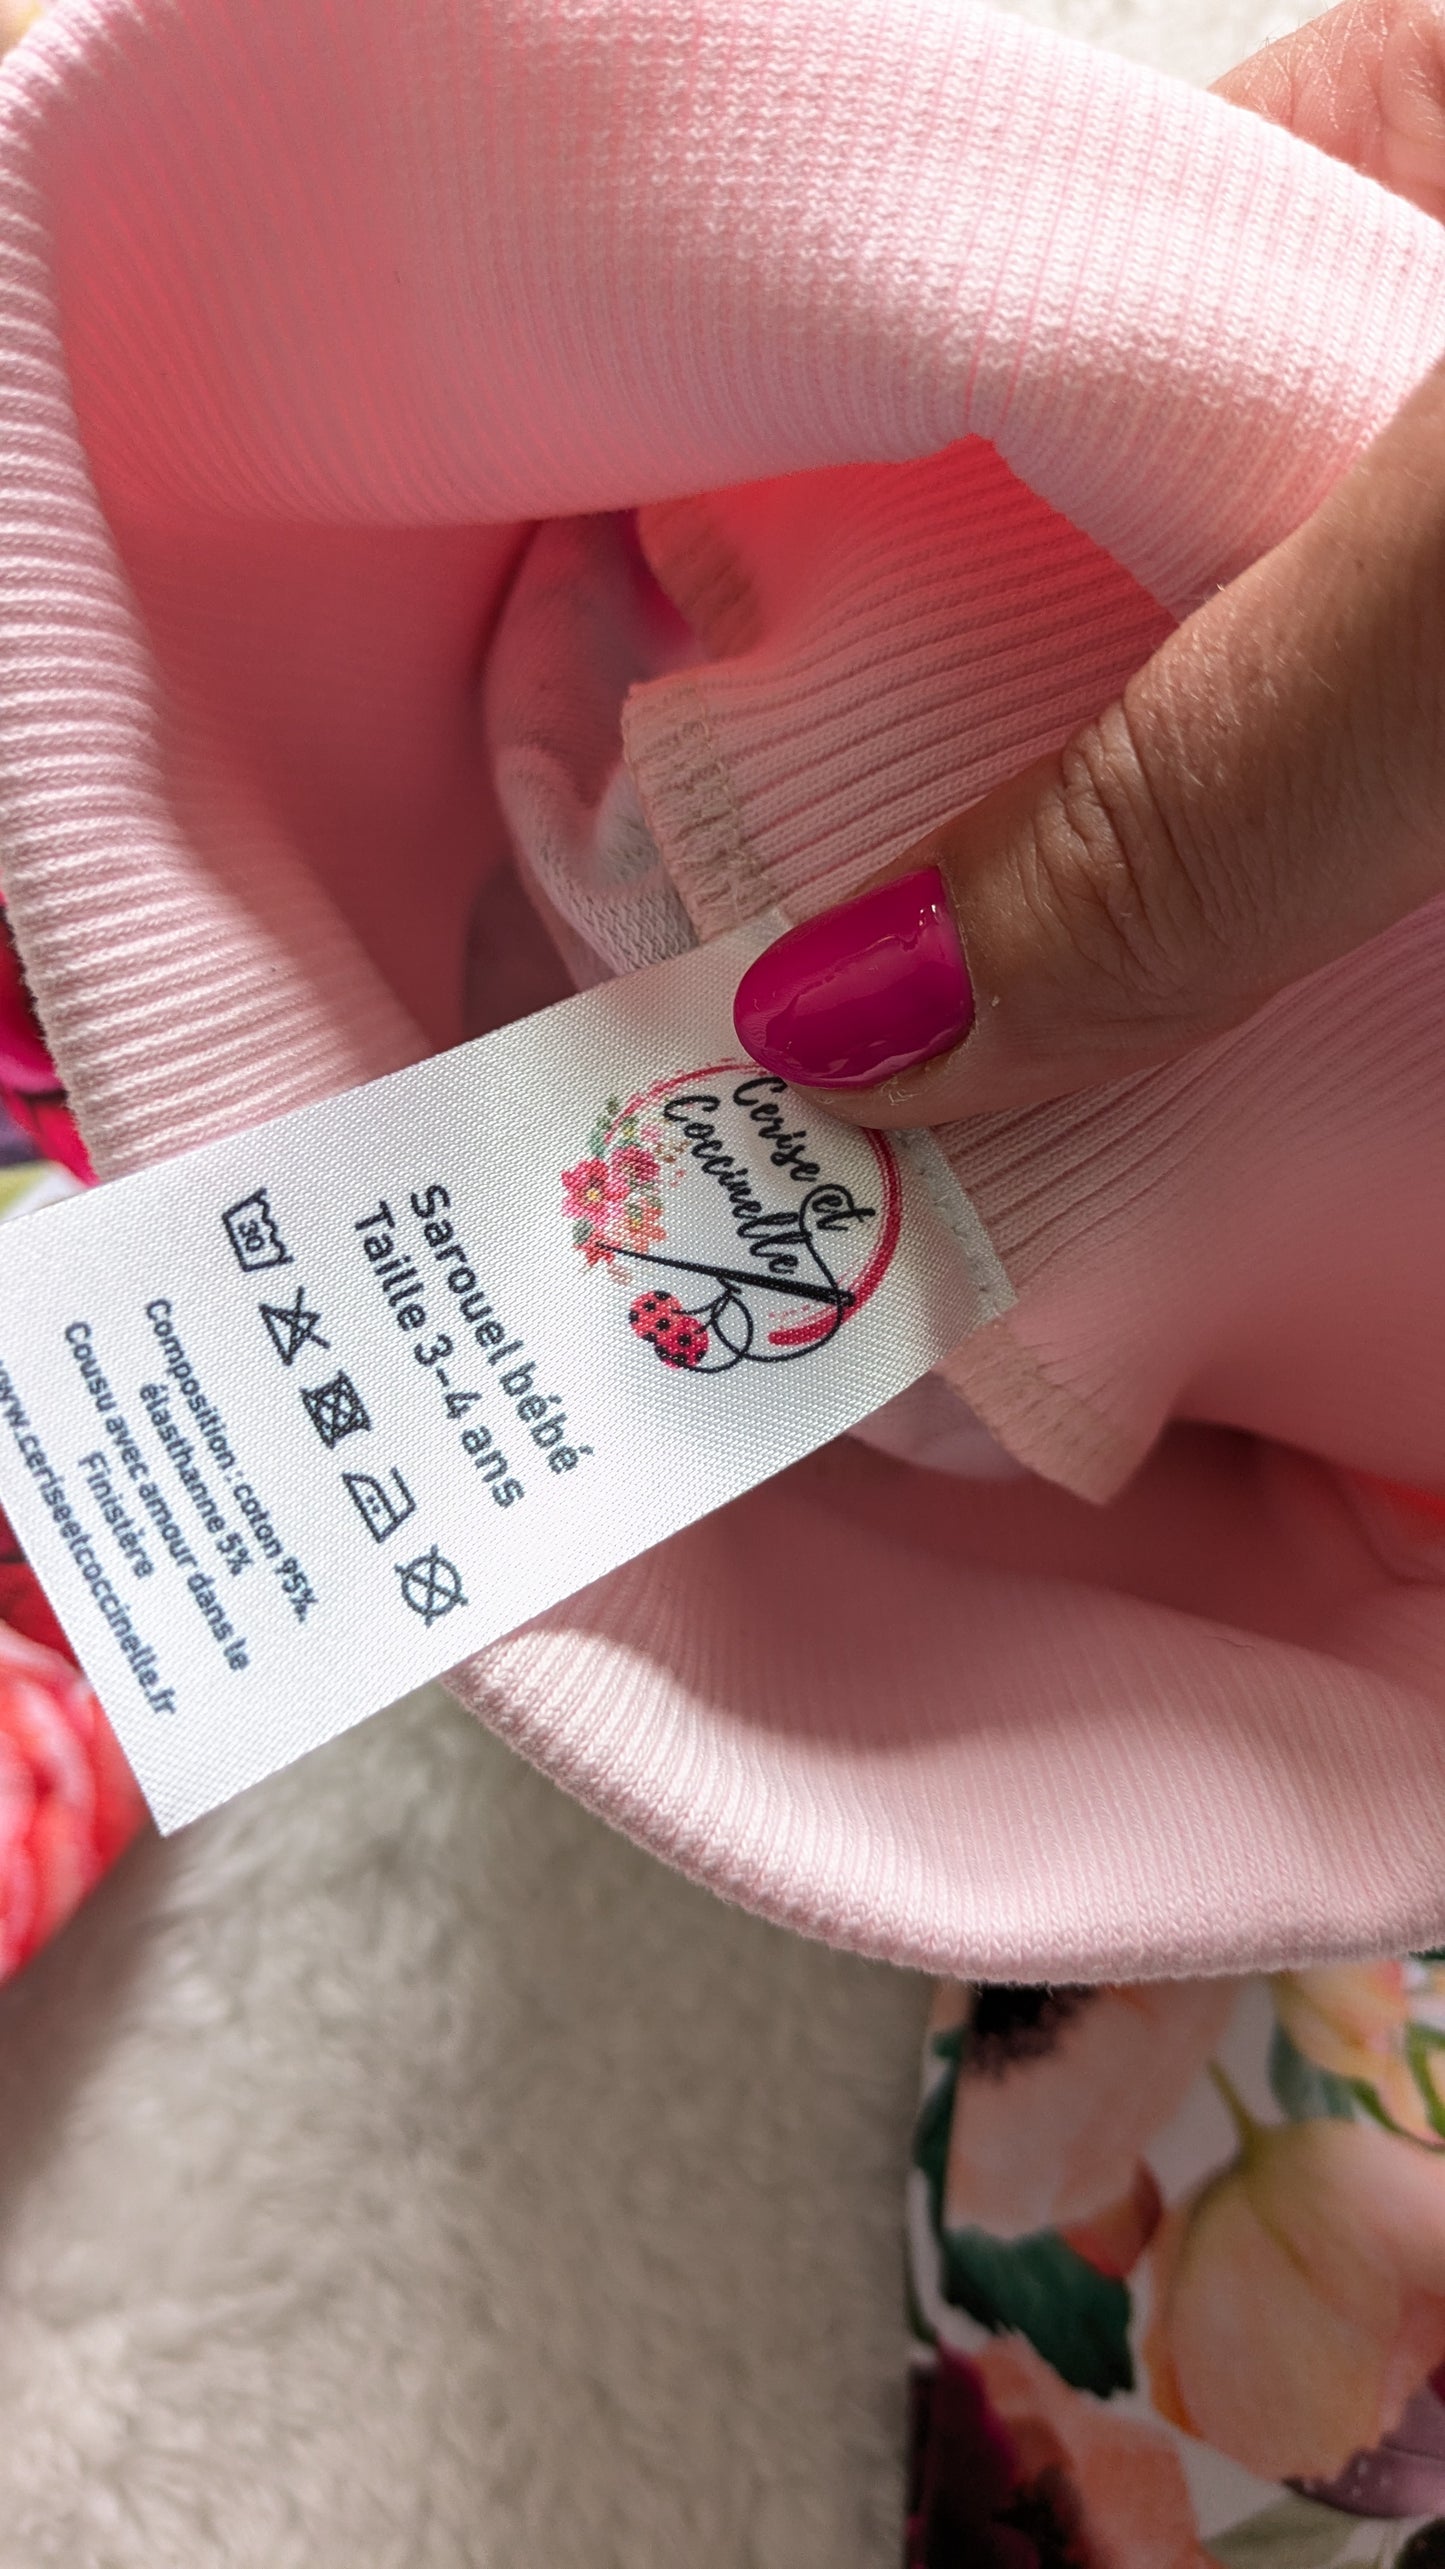 Cerise et
Coccinelle
Sarouel bébé
Taille 3-4 ans
30
Composition : coton 95%
élasthanne 5%
Cousu avec amour dans le
Finistère
www.ceriseetcoccinelle.fr